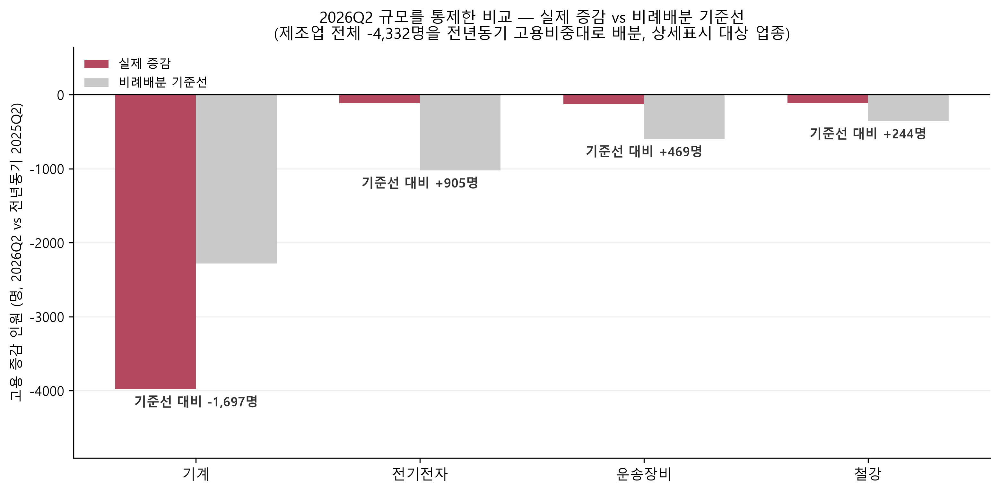 2026Q2 규모를 통제한 비교 — 실제 증감 vs 비례배분 기준선
(제조업 전체 -4,332명을 전년동기 고용비중대로 배분, 상세표시 대상 업종)
실제 증감
비례배분 기준선
고용 증감 인원 (명, 2026Q2 vs 전년동기 2025Q2)
0
-1000
-2000
-3000
-4000
기준선 대비 -1,697명
기준선 대비 +905명
기준선 대비 +469명
기준선 대비 +244명
기계
전기전자
운송장비
철강